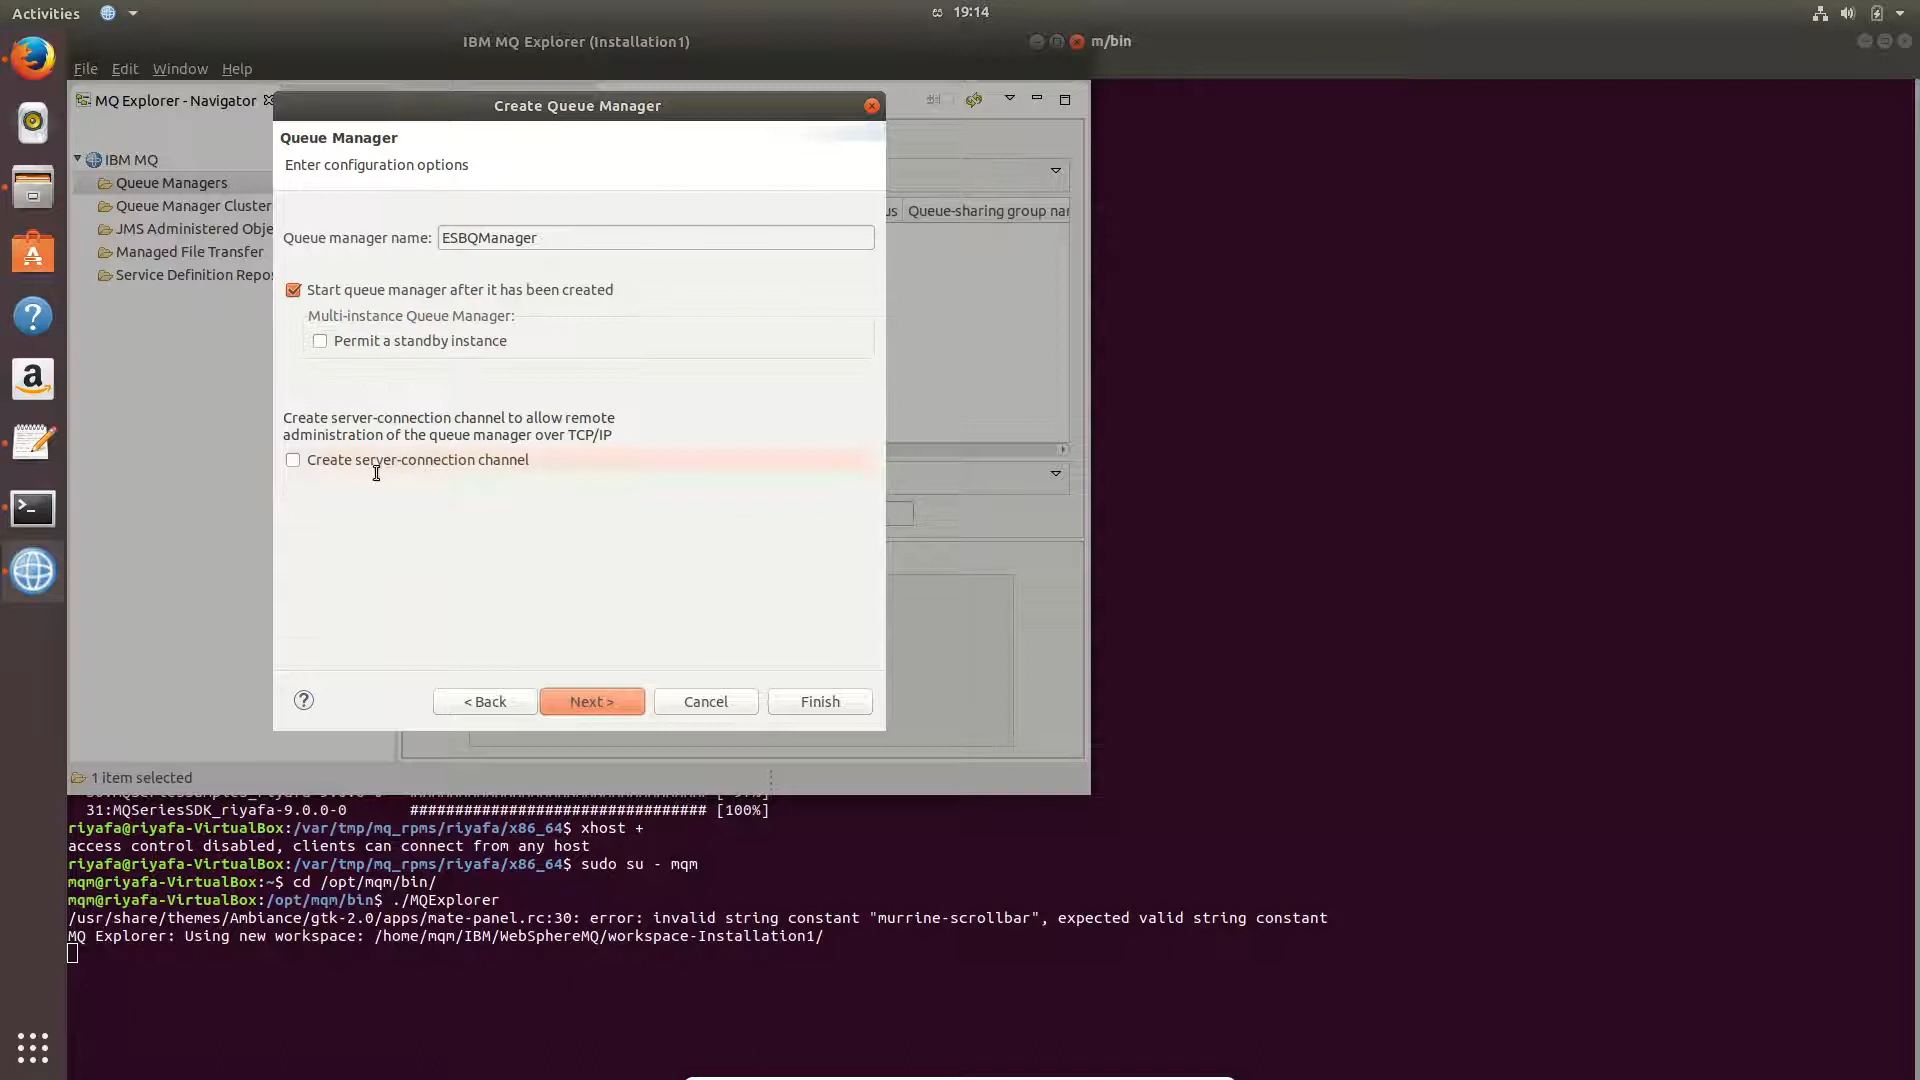 Activities
ස 19:14
IBM MQ Explorer (Installation1)
m/bin
File Edit Window Help
MQ Explorer - Navigator
Create Queue Manager
Queue Manager
Enter configuration options
IBM MQ
Queue Managers
Queue Manager Cluster
JMS Administered Obje
Managed File Transfer
Service Definition Repos
us Queue-sharing group nar
Queue manager name: ESBQManager
Start queue manager after it has been created
Multi-instance Queue Manager:
Permit a standby instance
Create server-connection channel to allow remote
administration of the queue manager over TCP/IP
Create server-connection channel
? < Back Next > Cancel Finish
1 item selected
31:MQSeriesSDK_riyafa-9.0.0-0 ################################# [100%]
riyafa@riyafa-VirtualBox:/var/tmp/mq_rpms/riyafa/x86_64$ xhost +
access control disabled, clients can connect from any host
riyafa@riyafa-VirtualBox:/var/tmp/mq_rpms/riyafa/x86_64$ sudo su - mqm
mqm@riyafa-VirtualBox:~$ cd /opt/mqm/bin/
mqm@riyafa-VirtualBox:/opt/mqm/bin$ ./MQExplorer
/usr/share/themes/Ambiance/gtk-2.0/apps/mate-panel.rc:30: error: invalid string constant "murrine-scrollbar", expected valid string constant
MQ Explorer: Using new workspace: /home/mqm/IBM/WebSphereMQ/workspace-Installation1/